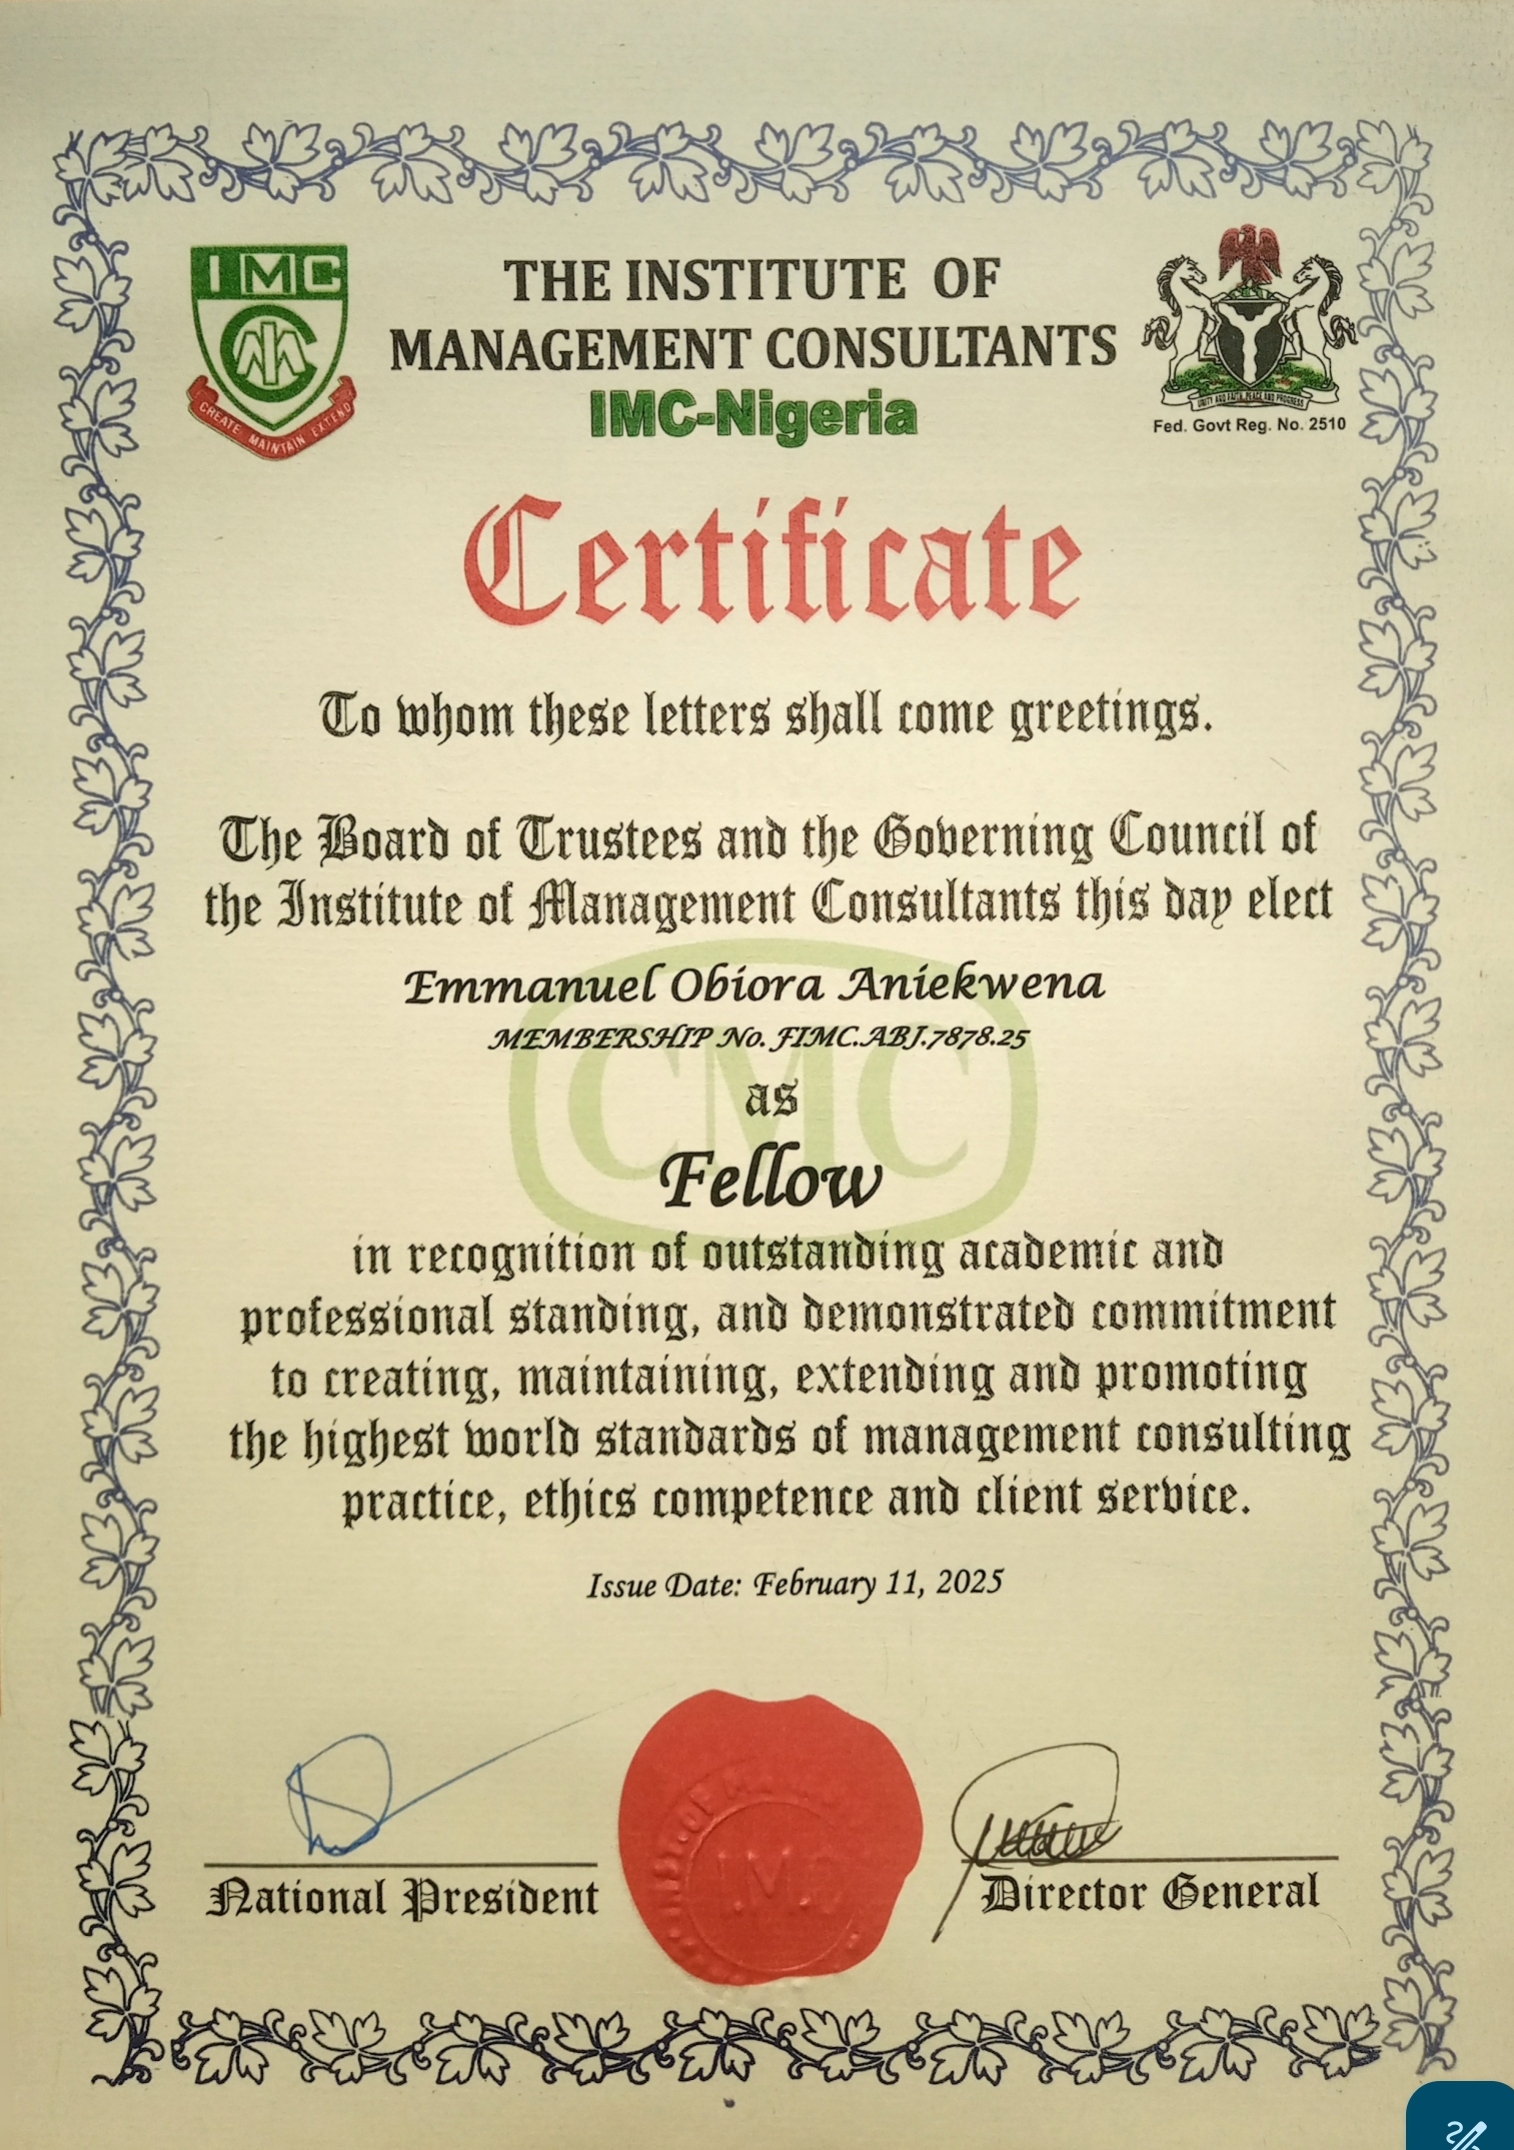 IMC
CREATE MAINTAIN EXTEND
THE INSTITUTE OF
MANAGEMENT CONSULTANTS
IMC-Nigeria
UNITY AND FAITH, PEACE AND PROGRESS
Fed. Govt Reg. No. 2510
Certificate
To whom these letters shall come greetings.
The Board of Trustees and the Governing Council of
the Institute of Management Consultants this day elect
Emmanuel Obiora Aniekwena
MEMBERSHIP No. FIMC.ABJ.7878.25
CMC
as
Fellow
in recognition of outstanding academic and
professional standing, and demonstrated commitment
to creating, maintaining, extending and promoting
the highest world standards of management consulting
practice, ethics competence and client service.
Issue Date: February 11, 2025
National President
Director General